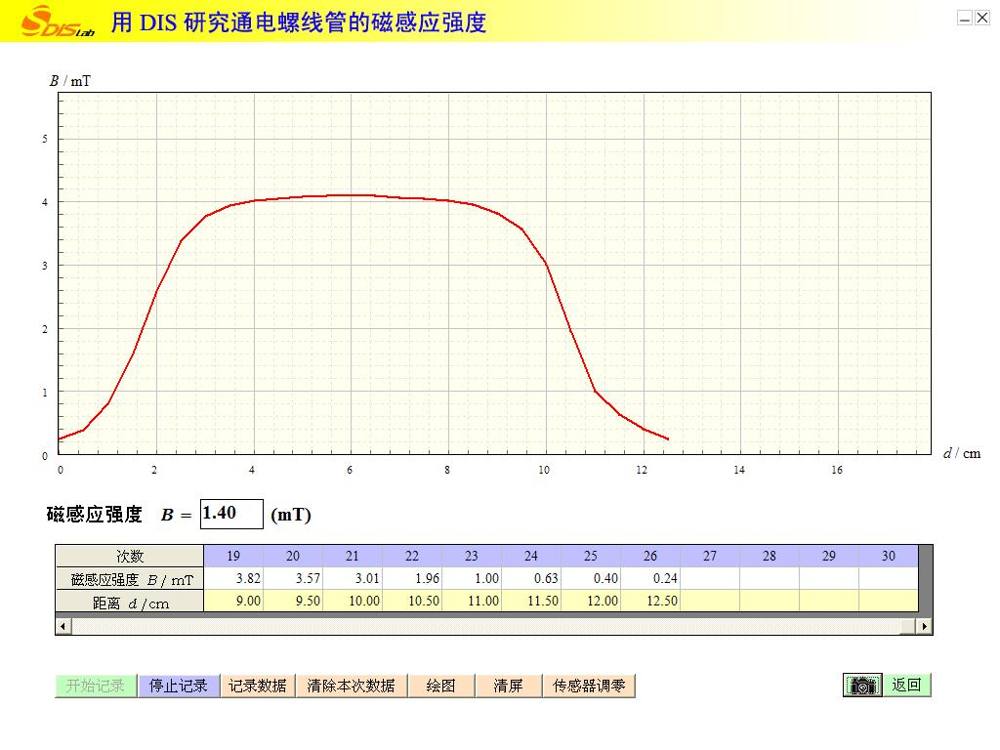 SDISLab 用 DIS 研究通电螺线管的磁感应强度
B / mT
5
4
3
2
1
0
0 2 4 6 8 10 12 14 16
d / cm
磁感应强度 B = 1.40 (mT)
次数 19 20 21 22 23 24 25 26 27 28 29 30
磁感应强度 B / mT 3.82 3.57 3.01 1.96 1.00 0.63 0.40 0.24
距离 d /cm 9.00 9.50 10.00 10.50 11.00 11.50 12.00 12.50
开始记录 停止记录 记录数据 清除本次数据 绘图 清屏 传感器调零 返回